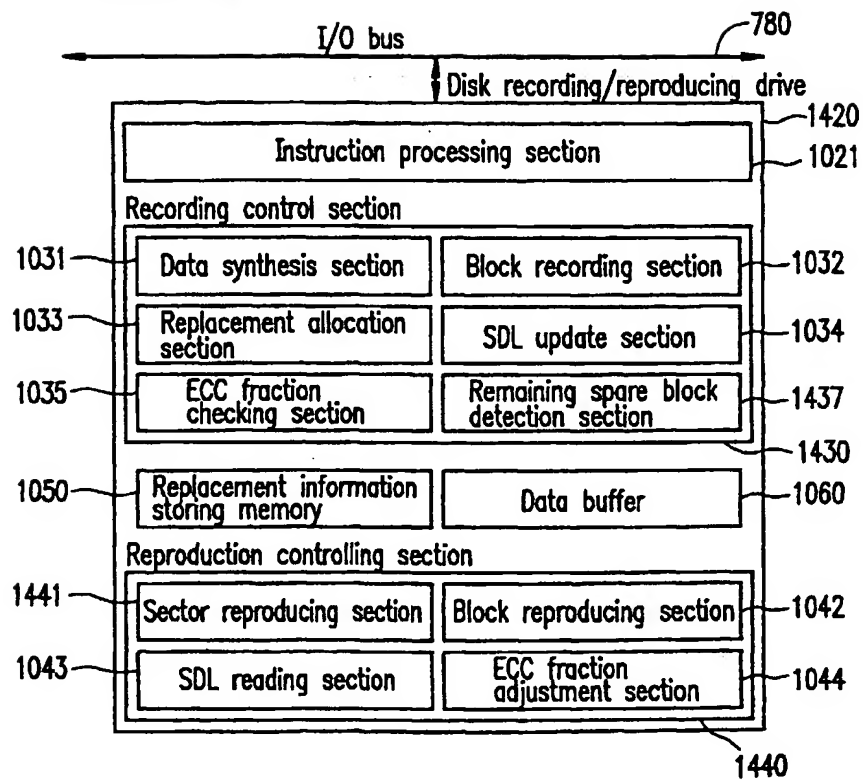 I/O bus
780
Disk recording/reproducing drive
1420
Instruction processing section
1021
Recording control section
1031
Data synthesis section
Block recording section
1032
1033
Replacement allocation
section
SDL update section
1034
1035
ECC fraction
checking section
Remaining spare block
detection section
1437
1430
1050
Replacement information
storing memory
Data buffer
1060
Reproduction controlling section
1441
Sector reproducing section
Block reproducing section
1042
1043
SDL reading section
ECC fraction
adjustment section
1044
1440